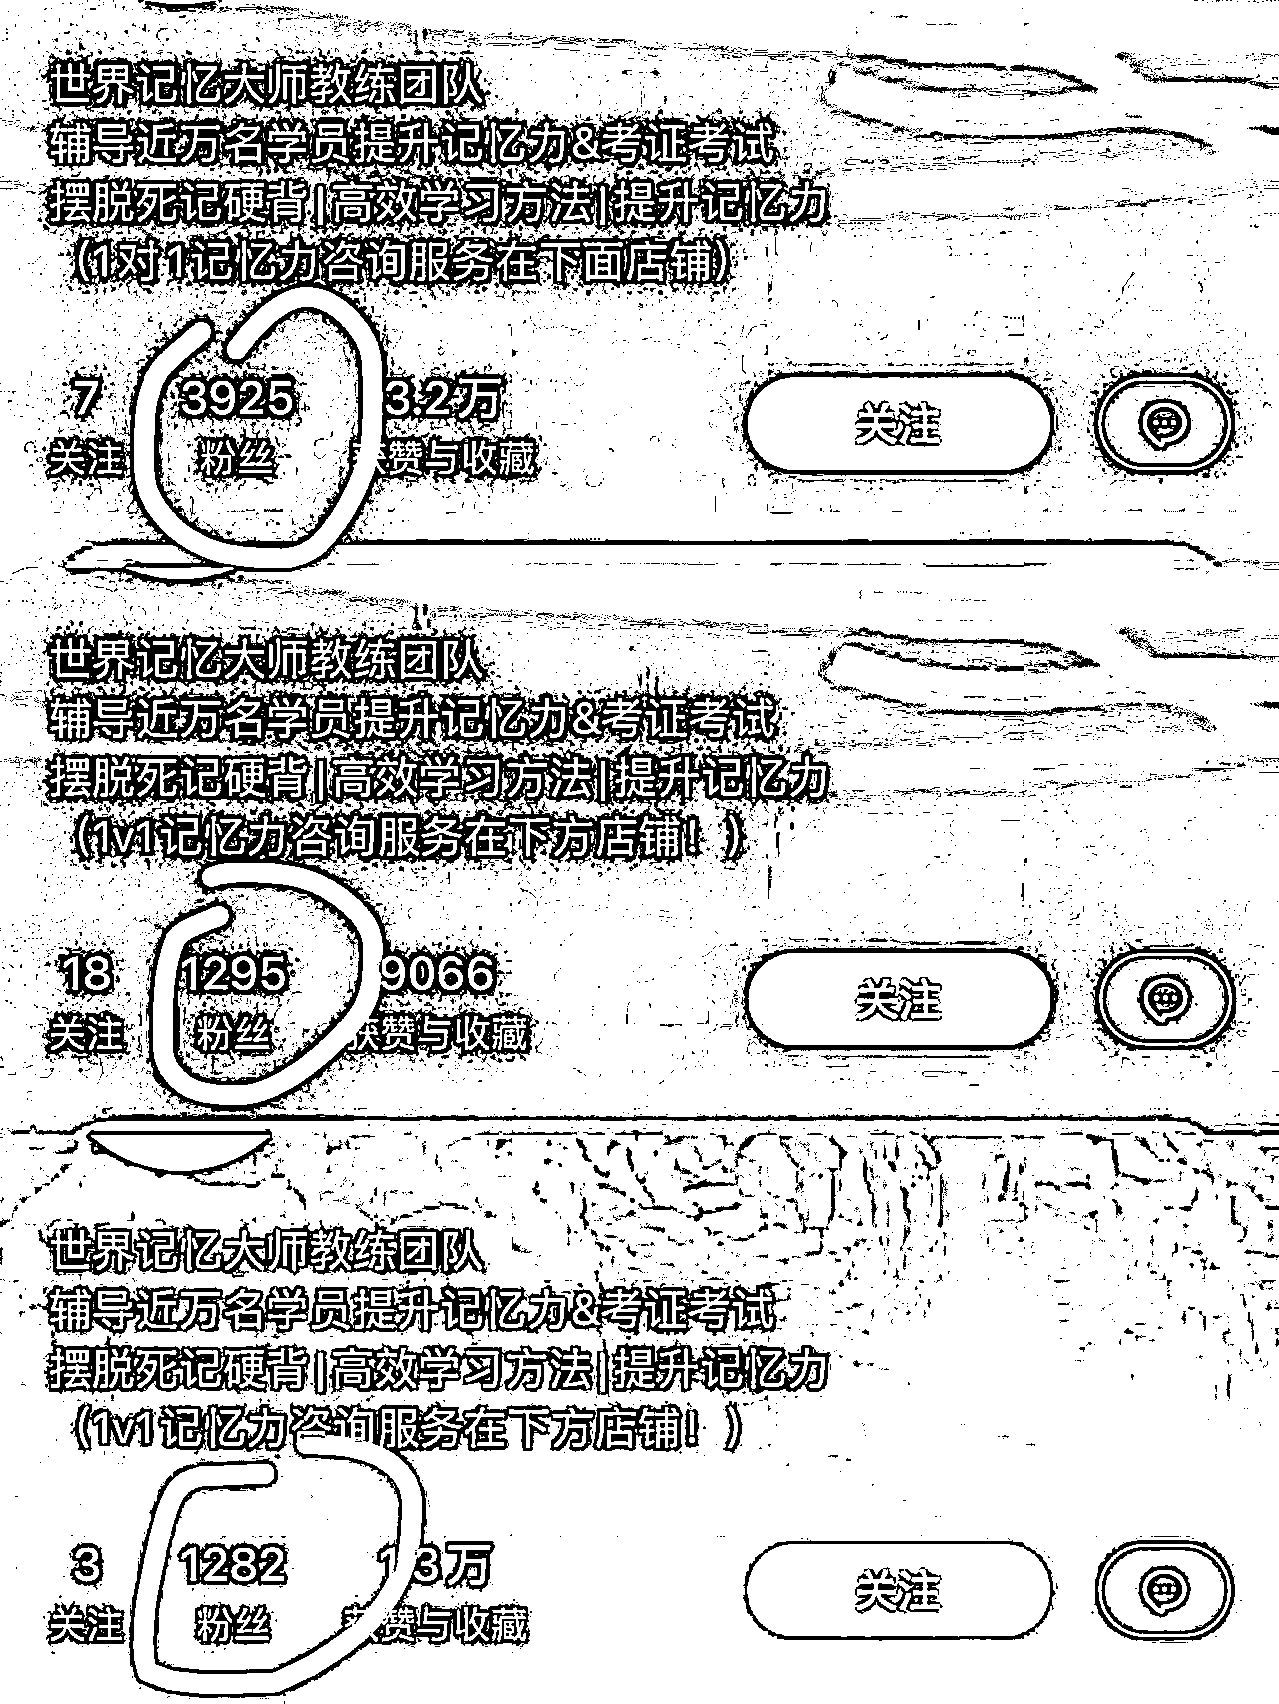 世界记忆大师教练团队
辅导近万名学员提升记忆力&考证考试
摆脱死记硬背|高效学习方法|提升记忆力
（1对1记忆力咨询服务在下面店铺）
7 3925 3.2万 关注
关注 粉丝 获赞与收藏
世界记忆大师教练团队
辅导近万名学员提升记忆力&考证考试
摆脱死记硬背|高效学习方法|提升记忆力
（1v1记忆力咨询服务在下方店铺！）
18 1295 9066 关注
关注 粉丝 获赞与收藏
世界记忆大师教练团队
辅导近万名学员提升记忆力&考证考试
摆脱死记硬背|高效学习方法|提升记忆力
（1v1记忆力咨询服务在下方店铺！）
3 1282 1.3万 关注
关注 粉丝 获赞与收藏